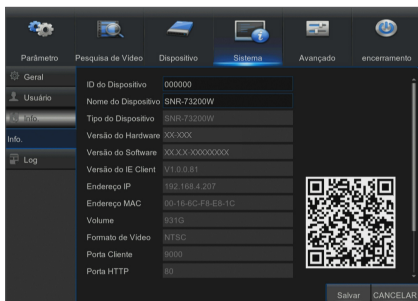 Parâmetro Pesquisa de Vídeo Dispositivo Sistema Avançado encerramento
Geral
Usuário
Info.
Info.
Log
ID do Dispositivo 000000
Nome do Dispositivo SNR-73200W
Tipo do Dispositivo SNR-73200W
Versão do Hardware XX-XXX
Versão do Software XX.X.X-XXXXXXXX
Versão do IE Client V1.0.0.81
Endereço IP 192.168.4.207
Endereço MAC 00-16-6C-F8-E8-1C
Volume 931G
Formato de Vídeo NTSC
Porta Cliente 9000
Porta HTTP 80
Salvar CANCELAR